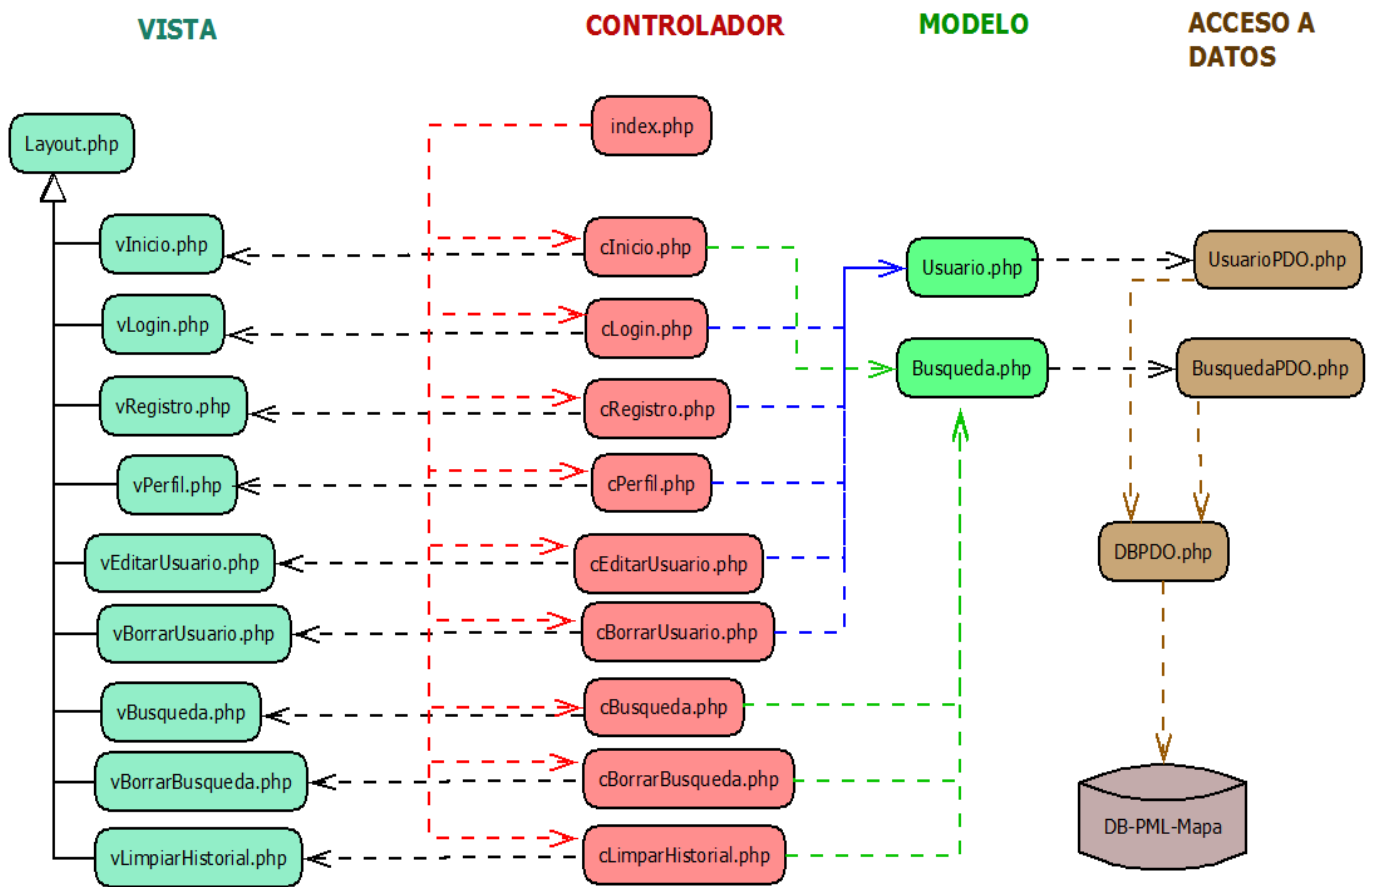 VISTA
CONTROLADOR
MODELO
ACCESO A
DATOS
Layout.php
index.php
vInicio.php
cInicio.php
Usuario.php
UsuarioPDO.php
vLogin.php
cLogin.php
Busqueda.php
BusquedaPDO.php
vRegistro.php
cRegistro.php
vPerfil.php
cPerfil.php
vEditarUsuario.php
cEditarUsuario.php
DBPDO.php
vBorrarUsuario.php
cBorrarUsuario.php
vBusqueda.php
cBusqueda.php
vBorrarBusqueda.php
cBorrarBusqueda.php
DB-PML-Mapa
vLimpiarHistorial.php
cLimparHistorial.php